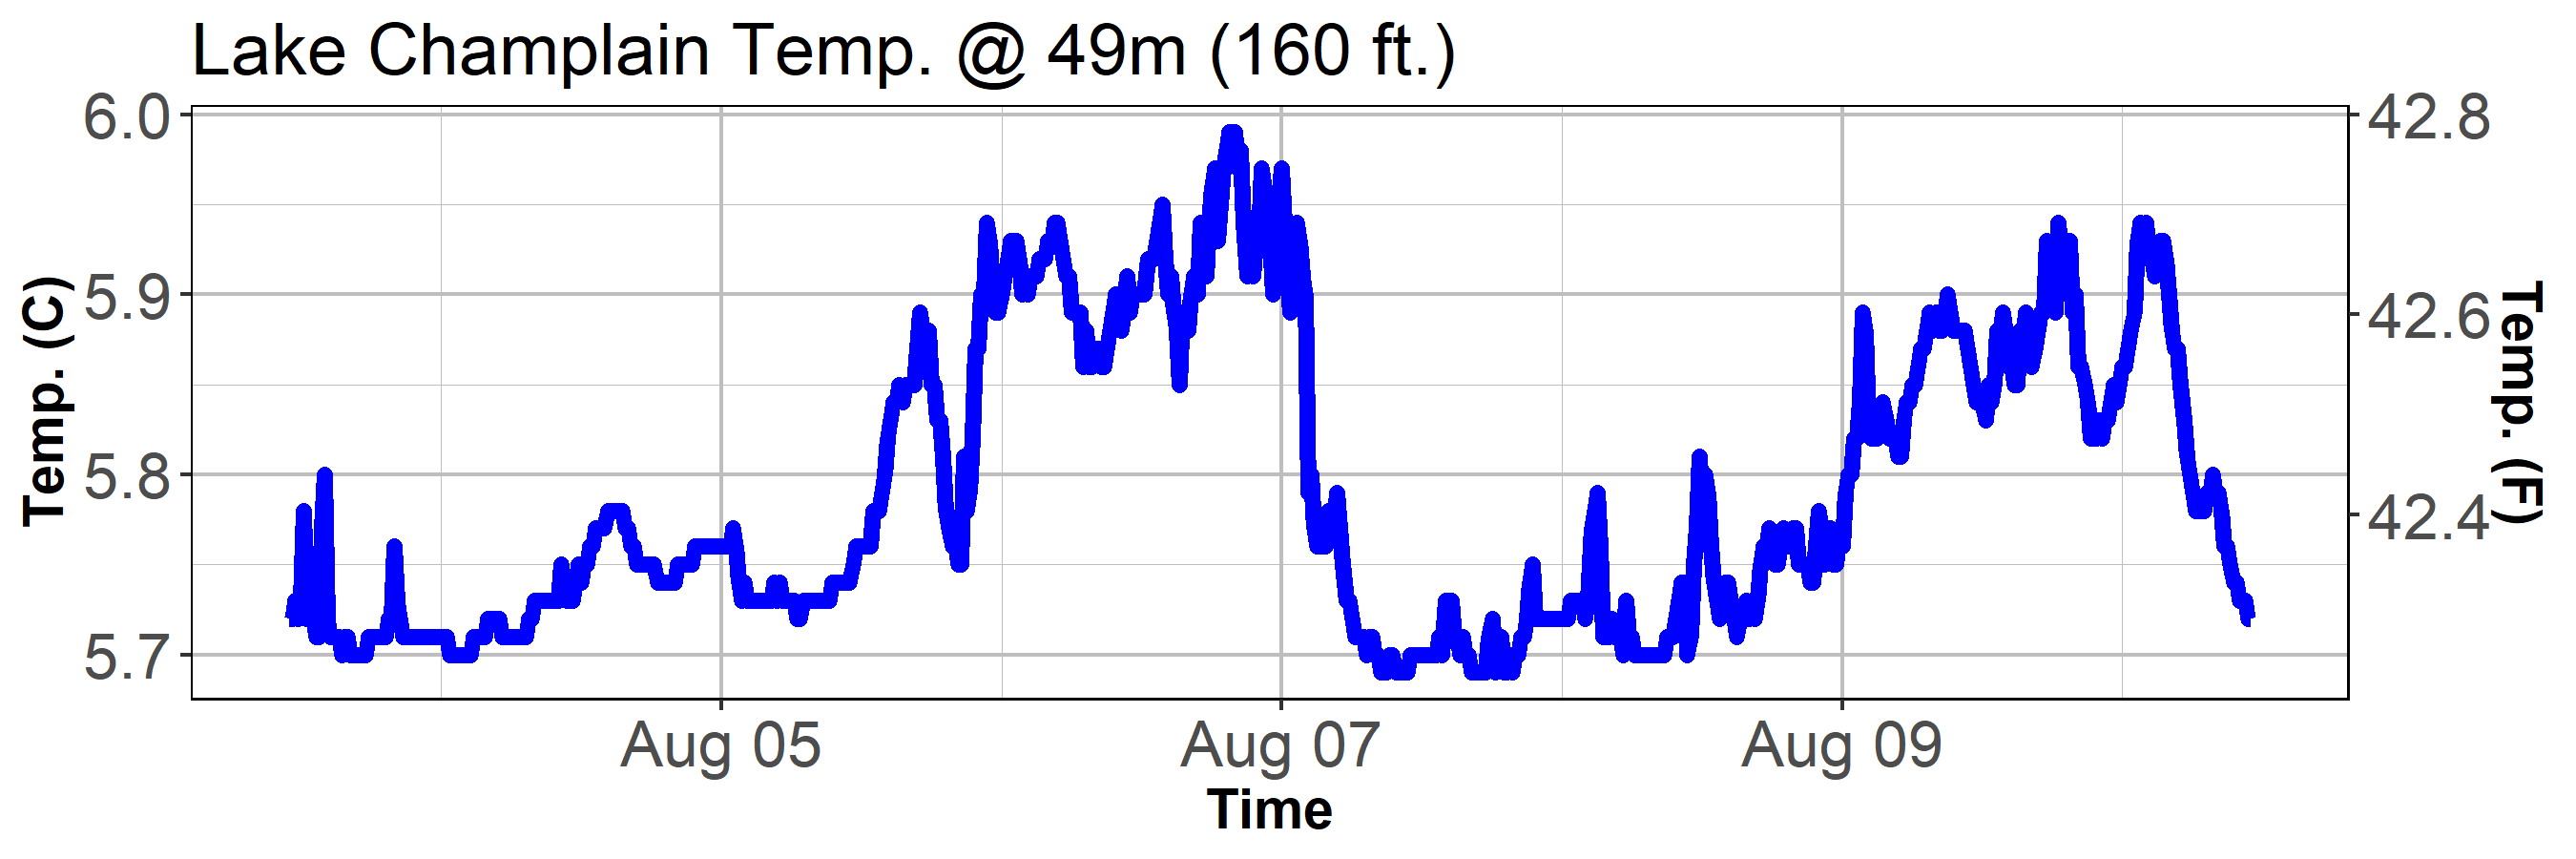 Lake Champlain Temp. @ 49m (160 ft.)
6.0
5.9
5.8
5.7
Temp. (C)
42.8
42.6
42.4
Temp. (F)
Aug 05 Aug 07 Aug 09
Time